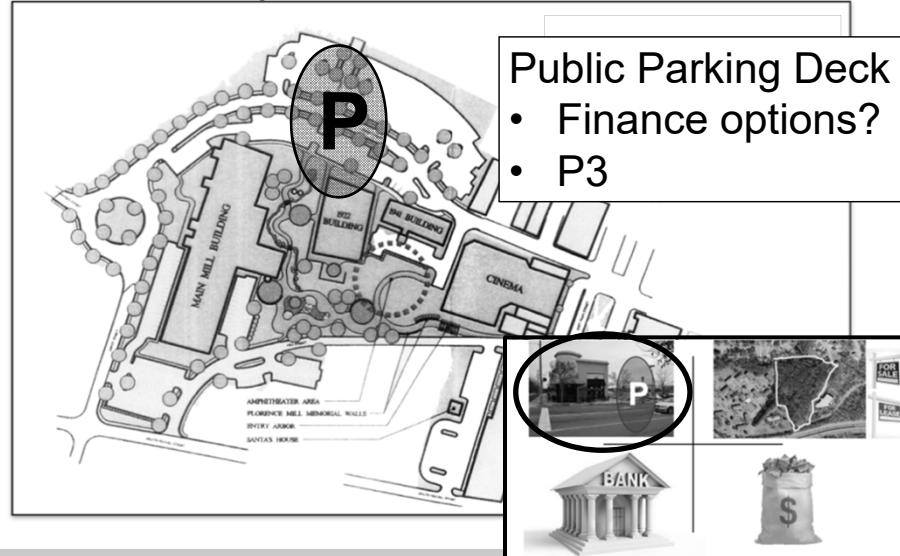 Public Parking Deck
• Finance options?
• P3
P
MAIN MILL BUILDING
1922
BUILDING
1941 BUILDING
CINEMA
AMPHITHEATER AREA
FLORENCE MILL MEMORIAL WALLS
ENTRY ARBOR
SANTA'S HOUSE
P
FOR
SALE
FOR
BANK
$